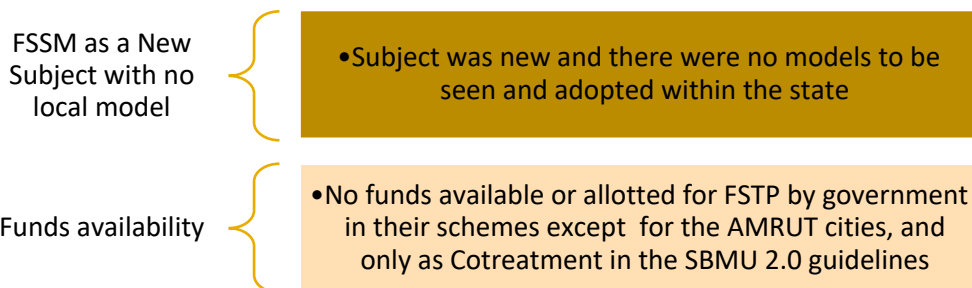 FSSM as a New
Subject with no
local model
•Subject was new and there were no models to be
seen and adopted within the state
Funds availability
•No funds available or allotted for FSTP by government
in their schemes except for the AMRUT cities, and
only as Cotreatment in the SBMU 2.0 guidelines